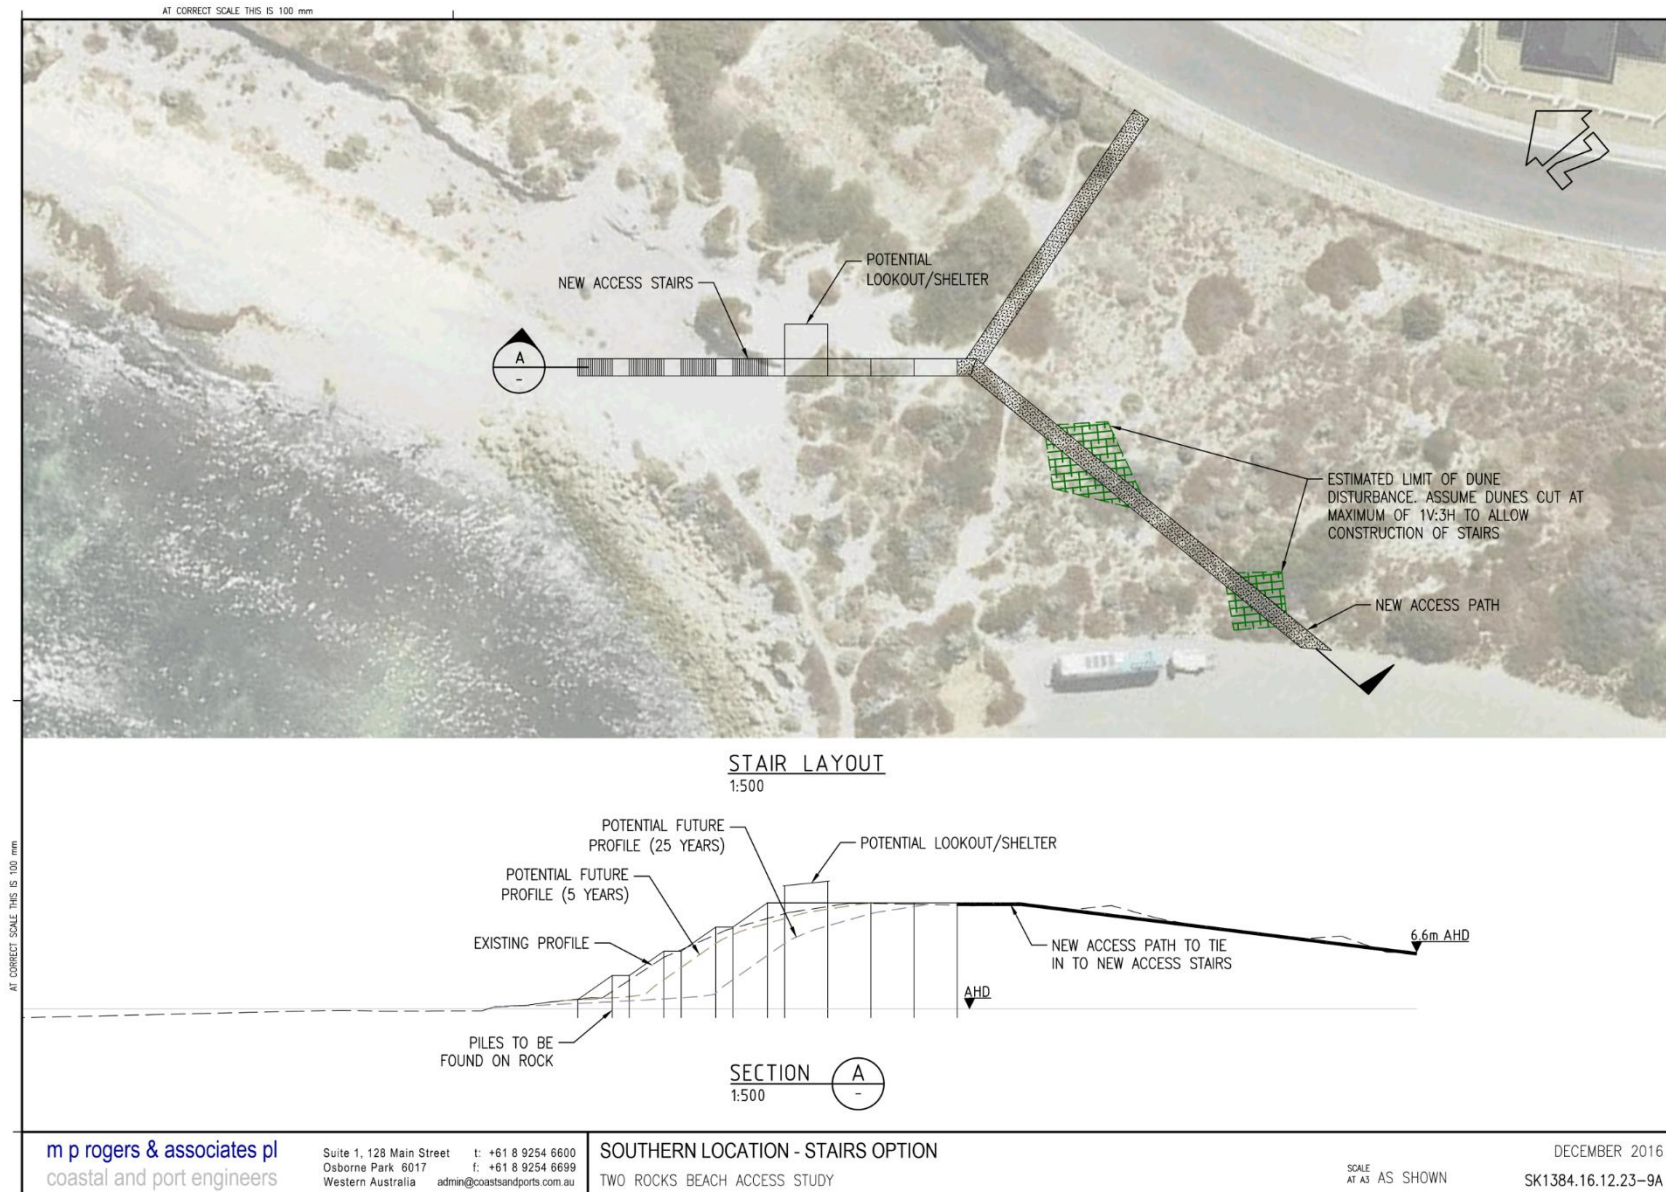 AT CORRECT SCALE THIS IS 100 mm
POTENTIAL
LOOKOUT/SHELTER
NEW ACCESS STAIRS
A
-
ESTIMATED LIMIT OF DUNE
DISTURBANCE. ASSUME DUNES CUT AT
MAXIMUM OF 1V:3H TO ALLOW
CONSTRUCTION OF STAIRS
NEW ACCESS PATH
STAIR LAYOUT
1:500
AT CORRECT SCALE THIS IS 100 mm
POTENTIAL FUTURE
PROFILE (25 YEARS)
POTENTIAL LOOKOUT/SHELTER
POTENTIAL FUTURE
PROFILE (5 YEARS)
EXISTING PROFILE
NEW ACCESS PATH TO TIE
IN TO NEW ACCESS STAIRS
6.6m AHD
AHD
PILES TO BE
FOUND ON ROCK
SECTION A
-
1:500
m p rogers & associates pl
coastal and port engineers
Suite 1, 128 Main Street t: +61 8 9254 6600
Osborne Park 6017 f: +61 8 9254 6699
Western Australia admin@coastsandports.com.au
SOUTHERN LOCATION - STAIRS OPTION
TWO ROCKS BEACH ACCESS STUDY
DECEMBER 2016
SCALE
AT A3 AS SHOWN
SK1384.16.12.23-9A